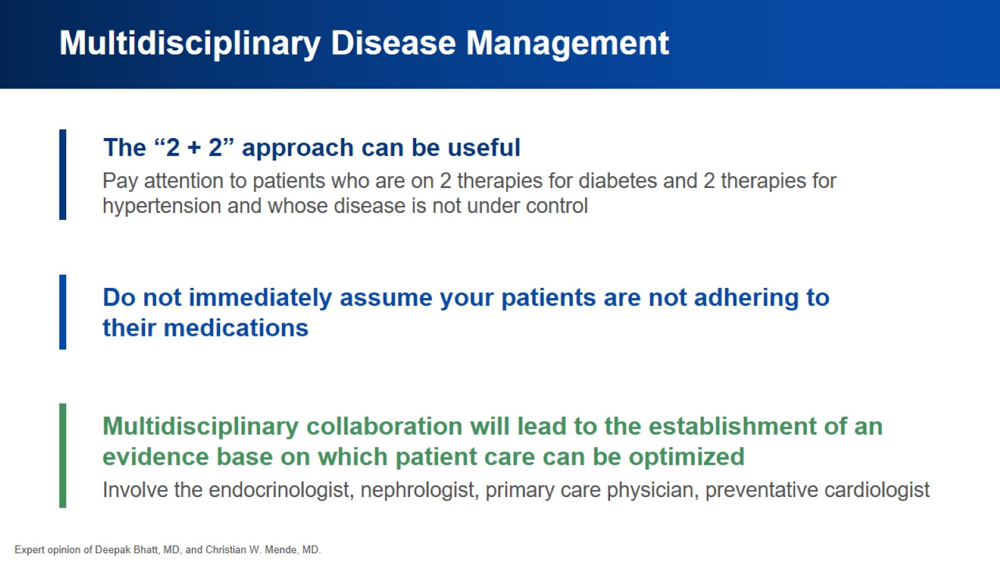 Multidisciplinary Disease Management
The “2 + 2” approach can be useful
Pay attention to patients who are on 2 therapies for diabetes and 2 therapies for
hypertension and whose disease is not under control
Do not immediately assume your patients are not adhering to
their medications
Multidisciplinary collaboration will lead to the establishment of an
evidence base on which patient care can be optimized
Involve the endocrinologist, nephrologist, primary care physician, preventative cardiologist
Expert opinion of Deepak Bhatt, MD, and Christian W. Mende, MD.